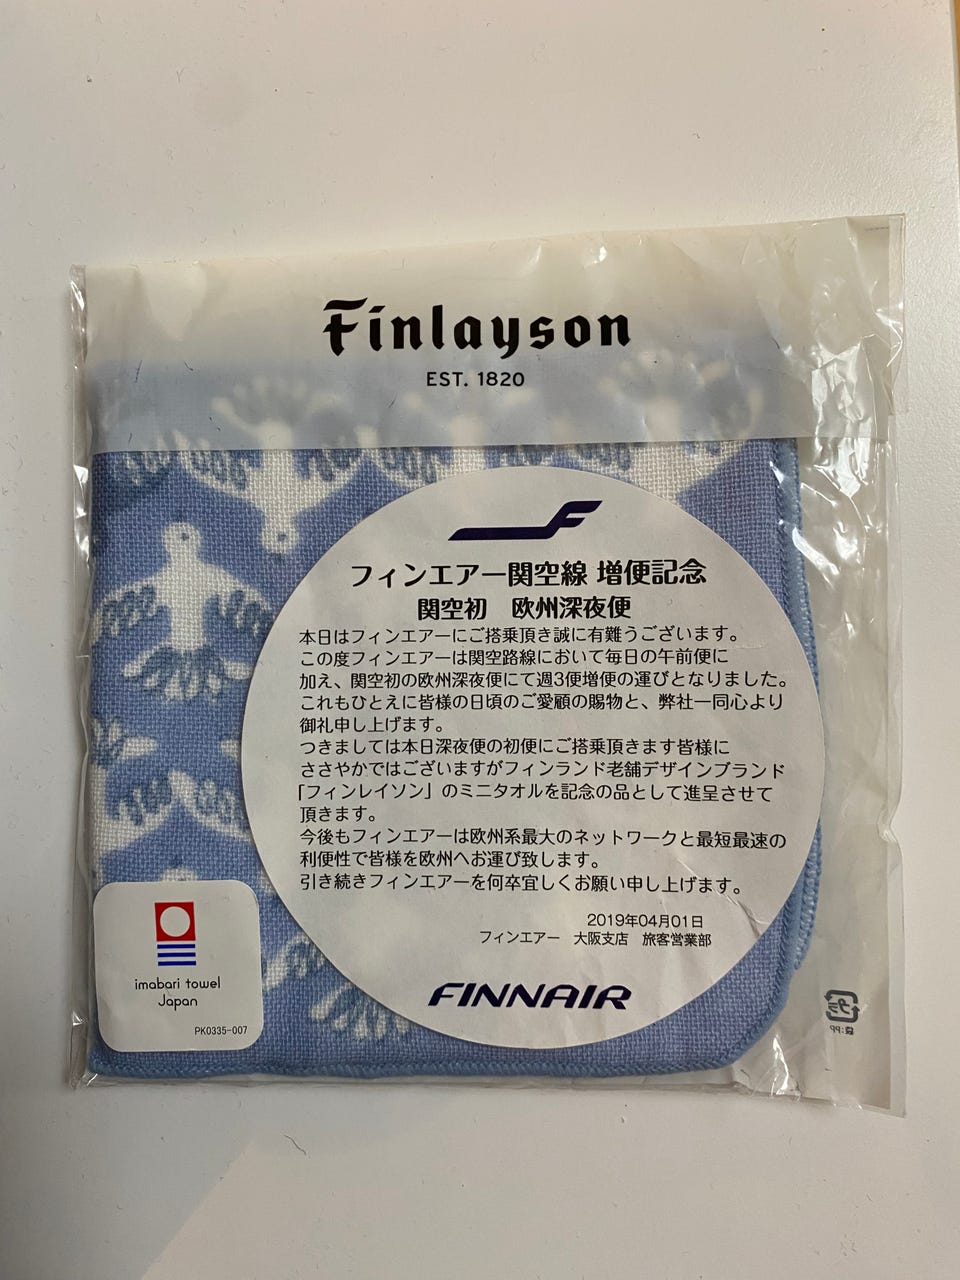 Finlayson
EST. 1820
フィンエアー関空線 増便記念
関空初 欧州深夜便
本日はフィンエアーにご搭乗頂き誠に有難うございます。
この度フィンエアーは関空路線において毎日の午前便に
加え、関空初の欧州深夜便にて週3便増便の運びとなりました。
これもひとえに皆様の日頃のご愛顧の賜物と、弊社一同心より
御礼申し上げます。
つきましては本日深夜便の初便にご搭乗頂きます皆様に
ささやかではございますがフィンランド老舗デザインブランド
「フィンレイソン」のミニタオルを記念の品として進呈させて
頂きます。
今後もフィンエアーは欧州系最大のネットワークと最短最速の
利便性で皆様を欧州へお運び致します。
引き続きフィンエアーを何卒宜しくお願い申し上げます。
2019年04月01日
フィンエアー 大阪支店 旅客営業部
FINNAIR
imabari towel
Japan
PK0335-007
プラ
袋:PP